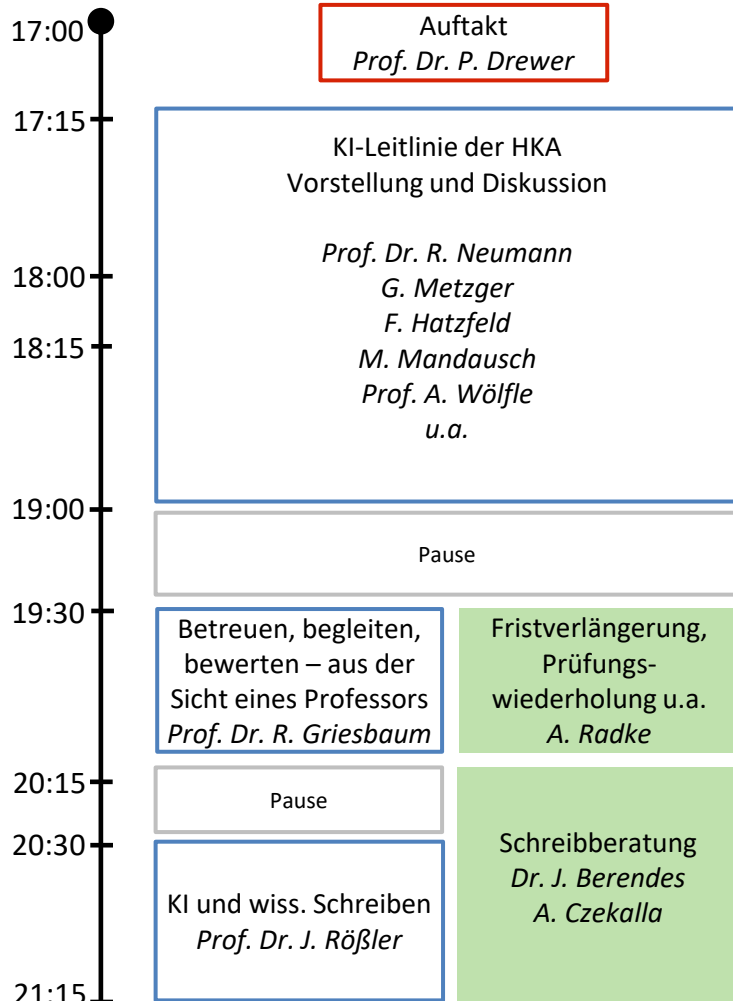 17:00
Auftakt
Prof. Dr. P. Drewer
17:15
KI-Leitlinie der HKA
Vorstellung und Diskussion
Prof. Dr. R. Neumann
18:00
G. Metzger
F. Hatzfeld
18:15
M. Mandausch
Prof. A. Wölfle
u.a.
19:00
Pause
19:30
Betreuen, begleiten,
bewerten – aus der
Sicht eines Professors
Prof. Dr. R. Griesbaum
Fristverlängerung,
Prüfungs-
wiederholung u.a.
A. Radke
20:15
Pause
20:30
Schreibberatung
Dr. J. Berendes
A. Czekalla
KI und wiss. Schreiben
Prof. Dr. J. Rößler
21:15